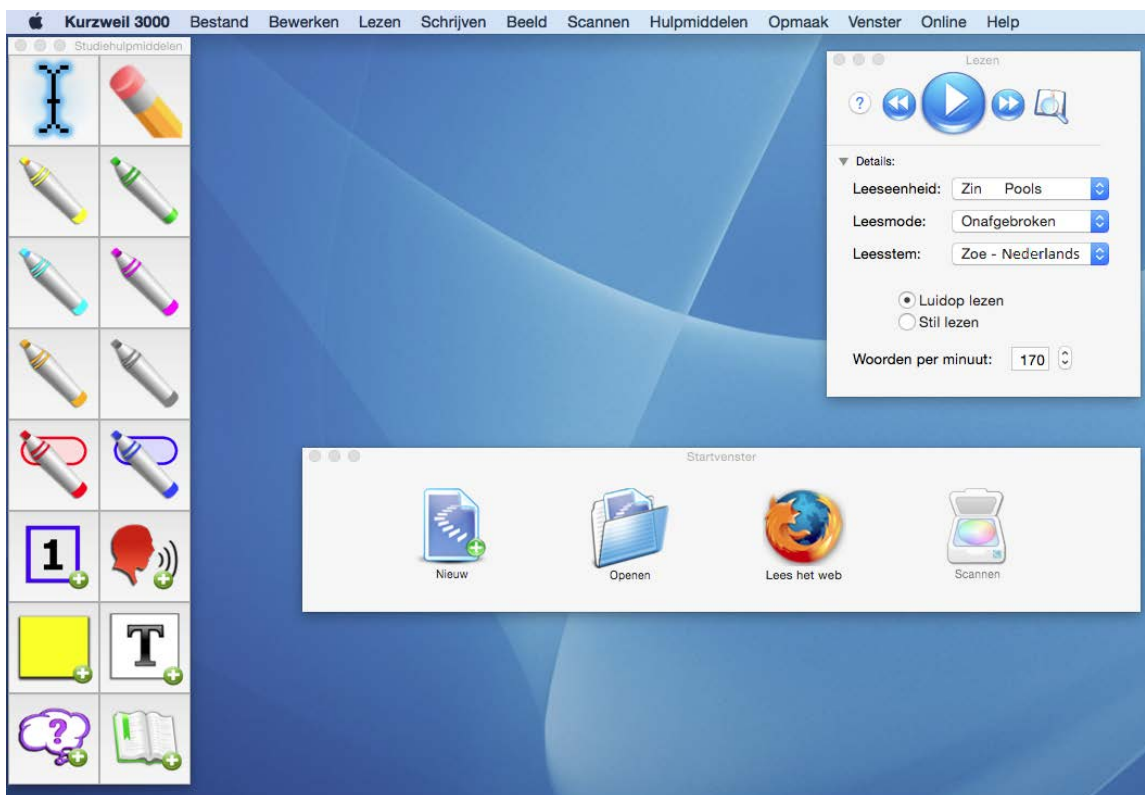 Kurzweil 3000 Bestand Bewerken Lezen Schrijven Beeld Scannen Hulpmiddelen Opmaak Venster Online Help
Studiehulpmiddelen
1
T
?
Lezen
?
Details:
Leeseenheid: Zin Pools
Leesmode: Onafgebroken
Leesstem: Zoe - Nederlands
Luidop lezen
Stil lezen
Woorden per minuut: 170
Startvenster
Nieuw Openen Lees het web Scannen